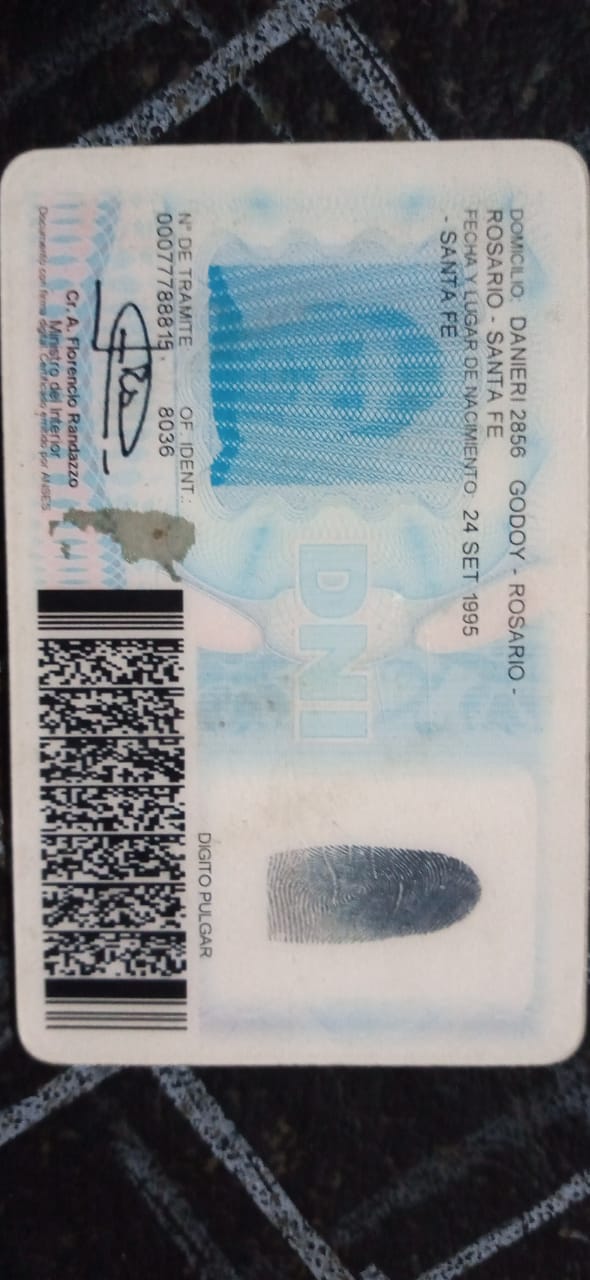 DOMICILIO: DANIERI 2856 GODOY - ROSARIO -
ROSARIO - SANTA FE
FECHA Y LUGAR DE NACIMIENTO: 24 SET 1995
- SANTA FE
DNI
Nº DE TRAMITE: OF. IDENT.:
00077788815 8036
Cr. A. Florencio Randazzo
Ministro del Interior
Documento con firma digital. Certificado emitido por ANSES
DIGITO PULGAR